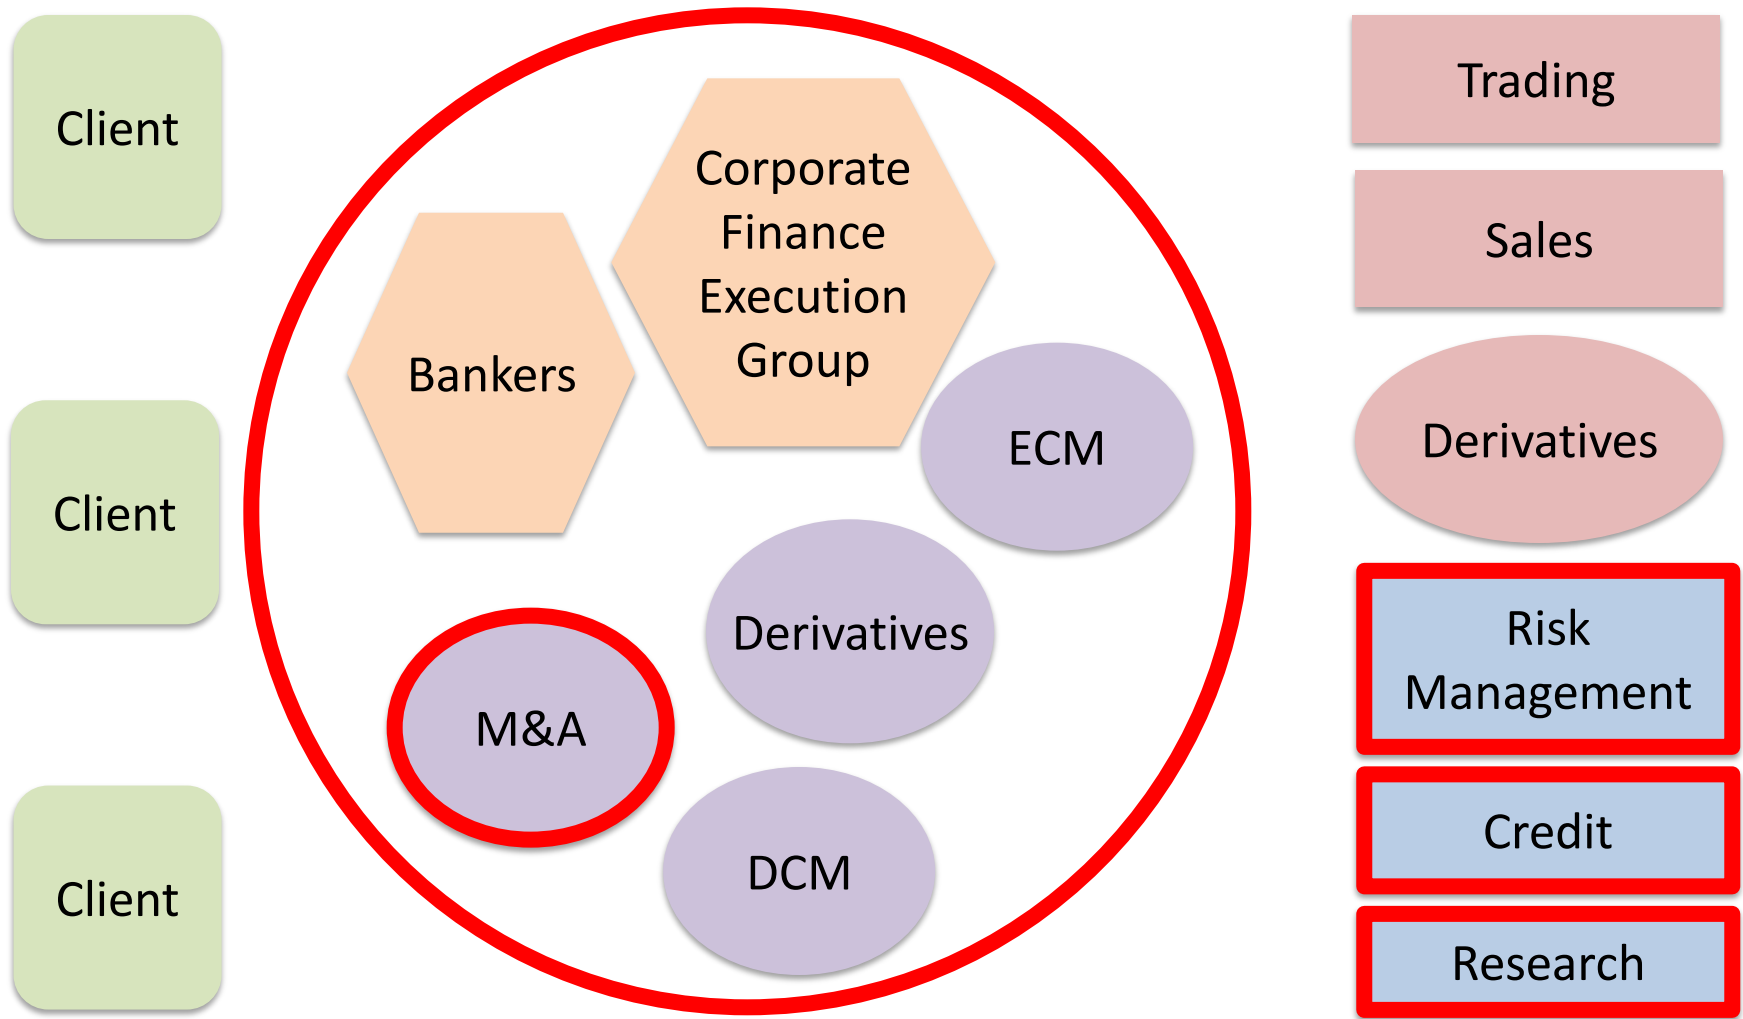 Client
Client
Client
Corporate
Finance
Execution
Group
Bankers
ECM
Derivatives
M&A
DCM
Trading
Sales
Derivatives
Risk
Management
Credit
Research